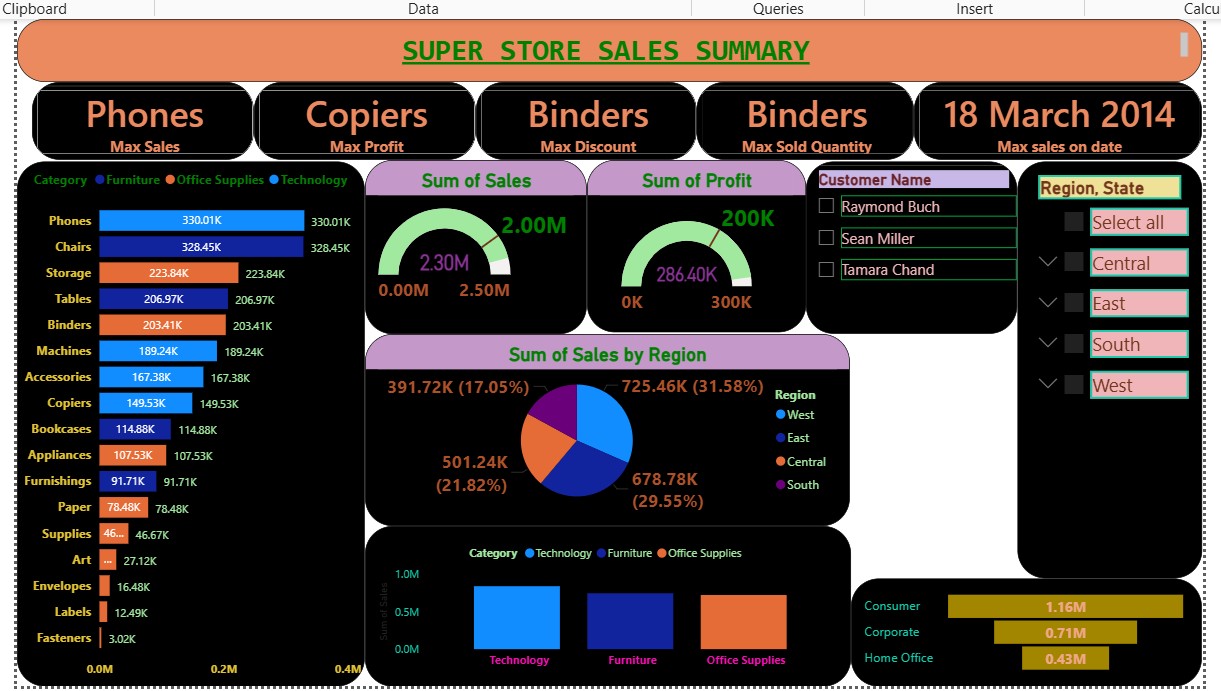 Clipboard
Data
Queries
Insert
Calcu
SUPER STORE SALES SUMMARY
Phones
Max Sales
Copiers
Max Profit
Binders
Max Discount
Binders
Max Sold Quantity
18 March 2014
Max sales on date
Category Furniture Office Supplies Technology
Phones 330.01K 330.01K
Chairs 328.45K 328.45K
Storage 223.84K 223.84K
Tables 206.97K 206.97K
Binders 203.41K 203.41K
Machines 189.24K 189.24K
Accessories 167.38K 167.38K
Copiers 149.53K 149.53K
Bookcases 114.88K 114.88K
Appliances 107.53K 107.53K
Furnishings 91.71K 91.71K
Paper 78.48K 78.48K
Supplies 46... 46.67K
Art ... 27.12K
Envelopes 16.48K
Labels 12.49K
Fasteners 3.02K
0.0M 0.2M 0.4M
Sum of Sales
2.00M
2.30M
0.00M 2.50M
Sum of Profit
200K
286.40K
0K 300K
Customer Name
Raymond Buch
Sean Miller
Tamara Chand
Region, State
Select all
Central
East
South
West
Sum of Sales by Region
391.72K (17.05%)
725.46K (31.58%)
501.24K
(21.82%)
678.78K
(29.55%)
Region
West
East
Central
South
Category Technology Furniture Office Supplies
Sum of Sales
1.0M
0.5M
0.0M
Technology Furniture Office Supplies
Consumer 1.16M
Corporate 0.71M
Home Office 0.43M